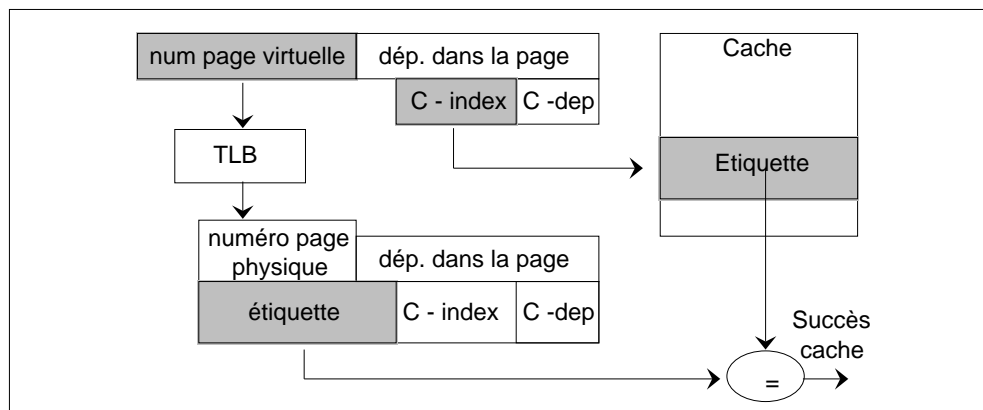 num page virtuelle
dép. dans la page
Cache
C - index
C -dep
TLB
Etiquette
numéro page
physique
dép. dans la page
étiquette
C - index
C -dep
Succès
cache
=